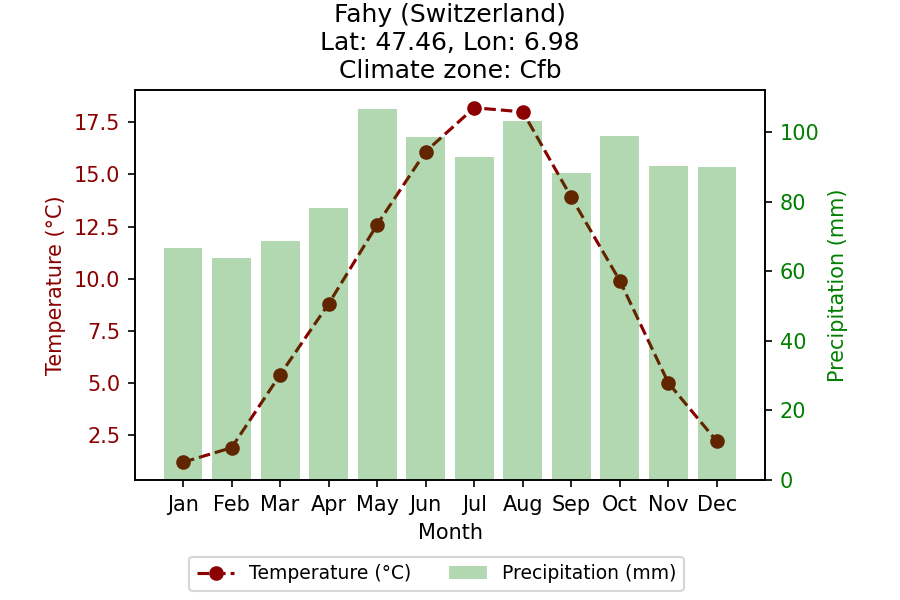 Fahy (Switzerland)
Lat: 47.46, Lon: 6.98
Climate zone: Cfb
Temperature (°C)
17.5
15.0
12.5
10.0
7.5
5.0
2.5
100
80
60
40
20
0
Precipitation (mm)
Jan Feb Mar Apr May Jun Jul Aug Sep Oct Nov Dec
Month
Temperature (°C) Precipitation (mm)